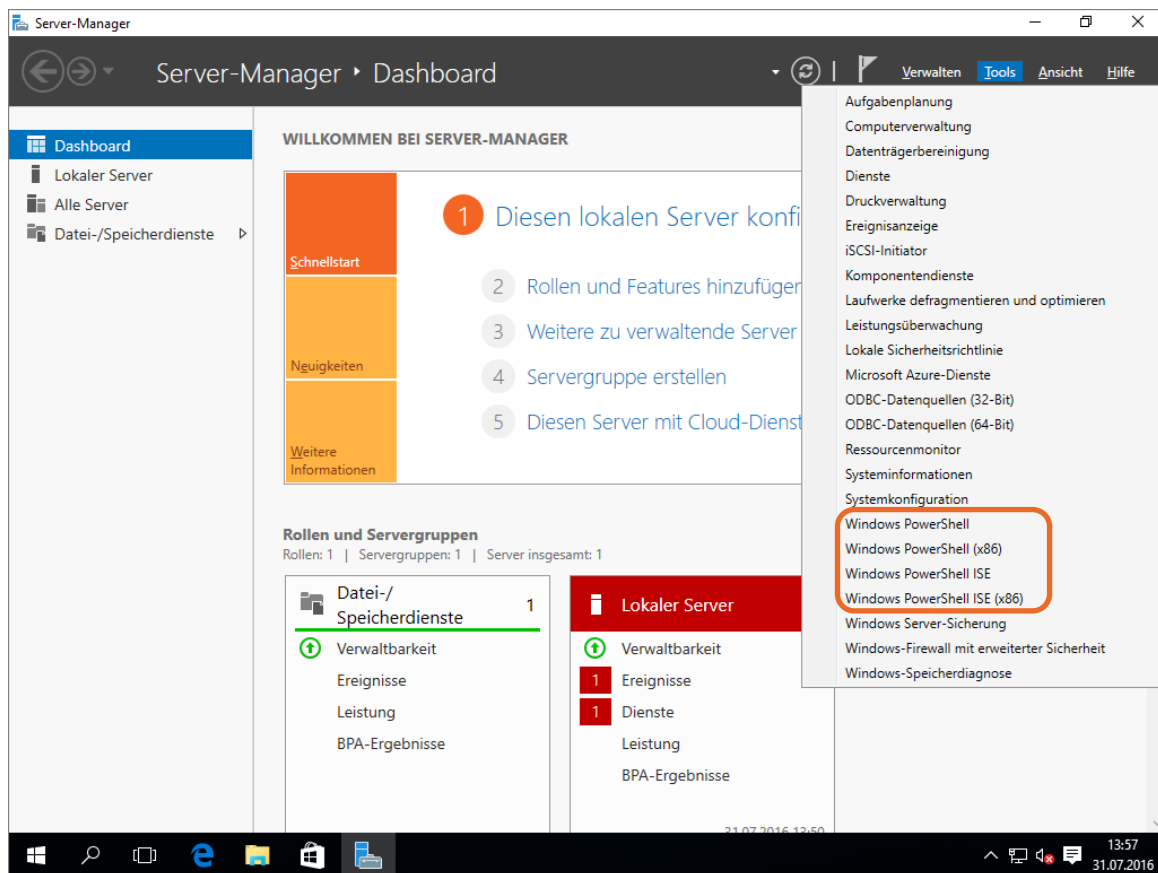 Server-Manager
Server-Manager ‣ Dashboard
Verwalten Tools Ansicht Hilfe
Dashboard
Lokaler Server
Alle Server
Datei-/Speicherdienste
WILLKOMMEN BEI SERVER-MANAGER
Schnellstart
Neuigkeiten
Weitere
Informationen
1 Diesen lokalen Server konfi
2 Rollen und Features hinzufügen
3 Weitere zu verwaltende Server
4 Servergruppe erstellen
5 Diesen Server mit Cloud-Dienst
Rollen und Servergruppen
Rollen: 1 | Servergruppen: 1 | Server insgesamt: 1
Datei-/
Speicherdienste 1
Verwaltbarkeit
Ereignisse
Leistung
BPA-Ergebnisse
Lokaler Server
Verwaltbarkeit
1 Ereignisse
1 Dienste
Leistung
BPA-Ergebnisse
31.07.2016 13:50
Aufgabenplanung
Computerverwaltung
Datenträgerbereinigung
Dienste
Druckverwaltung
Ereignisanzeige
iSCSI-Initiator
Komponentendienste
Laufwerke defragmentieren und optimieren
Leistungsüberwachung
Lokale Sicherheitsrichtlinie
Microsoft Azure-Dienste
ODBC-Datenquellen (32-Bit)
ODBC-Datenquellen (64-Bit)
Ressourcenmonitor
Systeminformationen
Systemkonfiguration
Windows PowerShell
Windows PowerShell (x86)
Windows PowerShell ISE
Windows PowerShell ISE (x86)
Windows Server-Sicherung
Windows-Firewall mit erweiterter Sicherheit
Windows-Speicherdiagnose
13:57
31.07.2016